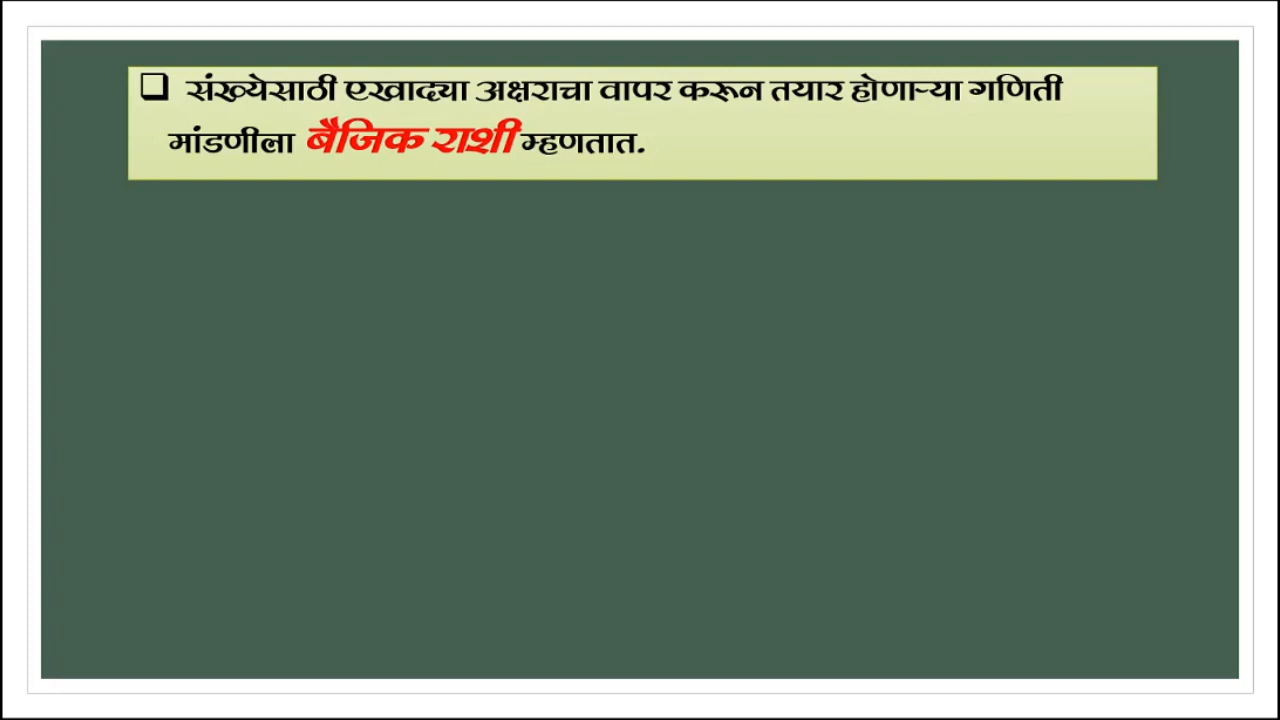 ❑ संख्येसाठी एखाद्या अक्षराचा वापर करून तयार होणाऱ्या गणिती
मांडणीला बैजिक राशी म्हणतात.